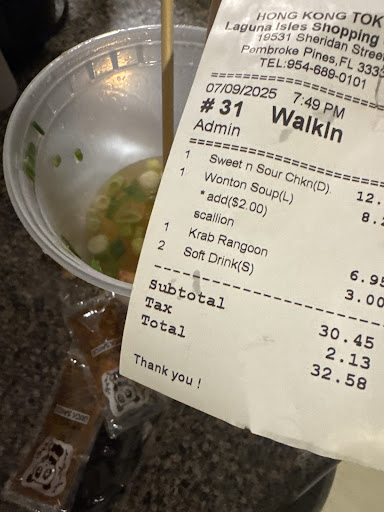 HONG KONG TOK
Laguna Isles Shopping
19531 Sheridan Stree
Pembroke Pines,FL 333
TEL:954-689-0101
07/09/2025 7:49 PM
# 31 WalkIn
Admin
1 Sweet n Sour Chkn(D) 12.
1 Wonton Soup(L) 8.2
*add($2.00)
scallion
1 Krab Rangoon 6.95
2 Soft Drink(S) 3.00
Subtotal 30.45
Tax 2.13
Total 32.58
Thank you !